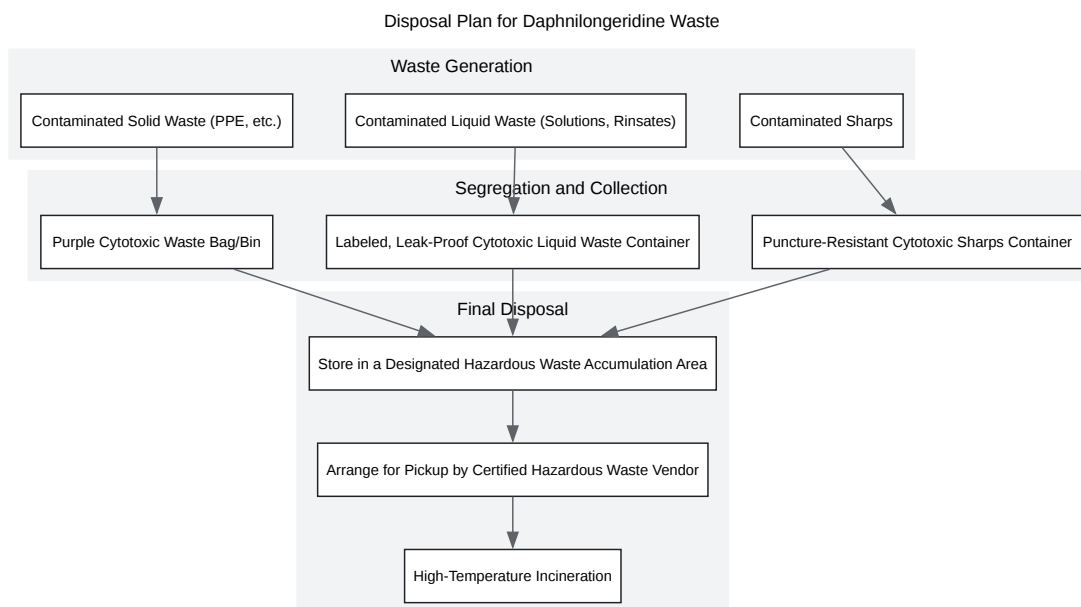 Disposal Plan for Daphnilongeridine Waste
Waste Generation
Contaminated Solid Waste (PPE, etc.)
Contaminated Liquid Waste (Solutions, Rinsates)
Contaminated Sharps
Segregation and Collection
Purple Cytotoxic Waste Bag/Bin
Labeled, Leak-Proof Cytotoxic Liquid Waste Container
Puncture-Resistant Cytotoxic Sharps Container
Final Disposal
Store in a Designated Hazardous Waste Accumulation Area
Arrange for Pickup by Certified Hazardous Waste Vendor
High-Temperature Incineration